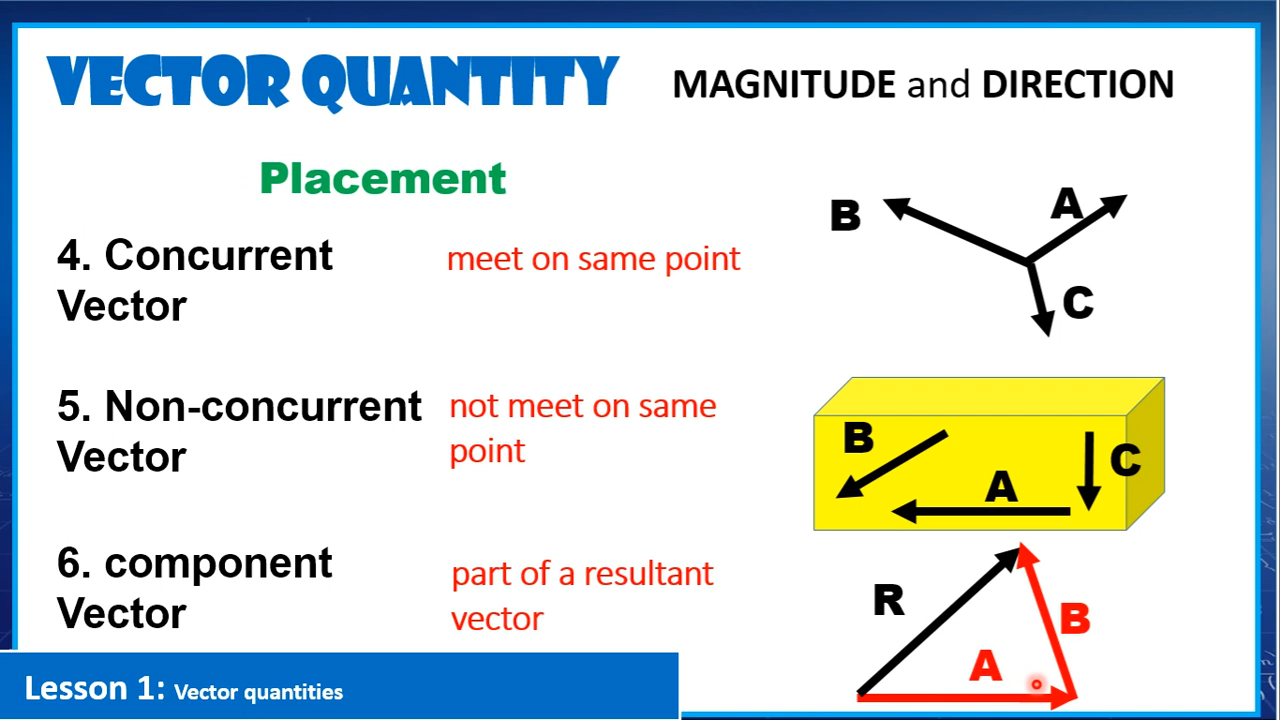 VECTOR QUANTITY
MAGNITUDE and DIRECTION
Placement
4. Concurrent
Vector
meet on same point
B
A
C
5. Non-concurrent
Vector
not meet on same
point
B
A
C
6. component
Vector
part of a resultant
vector
R
B
A
Lesson 1: Vector quantities